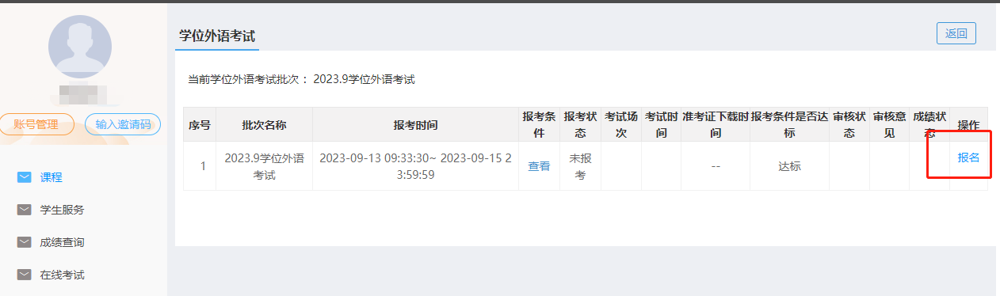 学位外语考试
返回
账号管理
输入邀请码
课程
学生服务
成绩查询
在线考试
当前学位外语考试批次 : 2023.9学位外语考试
序号
批次名称
报考时间
报考条
件
报考状
态
考试场
次
考试时
间
准考证下载时
间
报考条件是否达
标
审核状
态
审核意
见
成绩状
态
操作
1
2023.9学位外语
考试
2023-09-13 09:33:30~ 2023-09-15 2
3:59:59
查看
未报
考
--
达标
报名